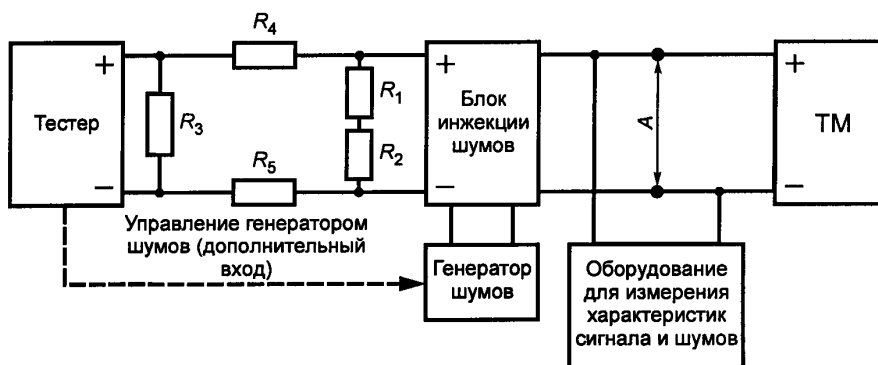 R4
+
+
+
R1
Блок
инжекции
шумов
Тестер
R3
A
ТМ
R2
R5
−
−
−
Управление генератором
шумов (дополнительный
вход)
Генератор
шумов
Оборудование
для измерения
характеристик
сигнала и шумов